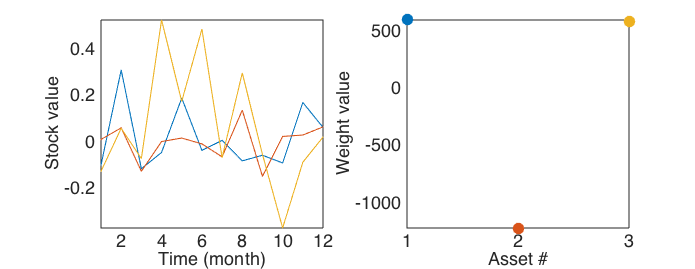 Stock value
0.4
0.2
0
-0.2
2 4 6 8 10 12
Time (month)
Weight value
500
0
-500
-1000
1 2 3
Asset #